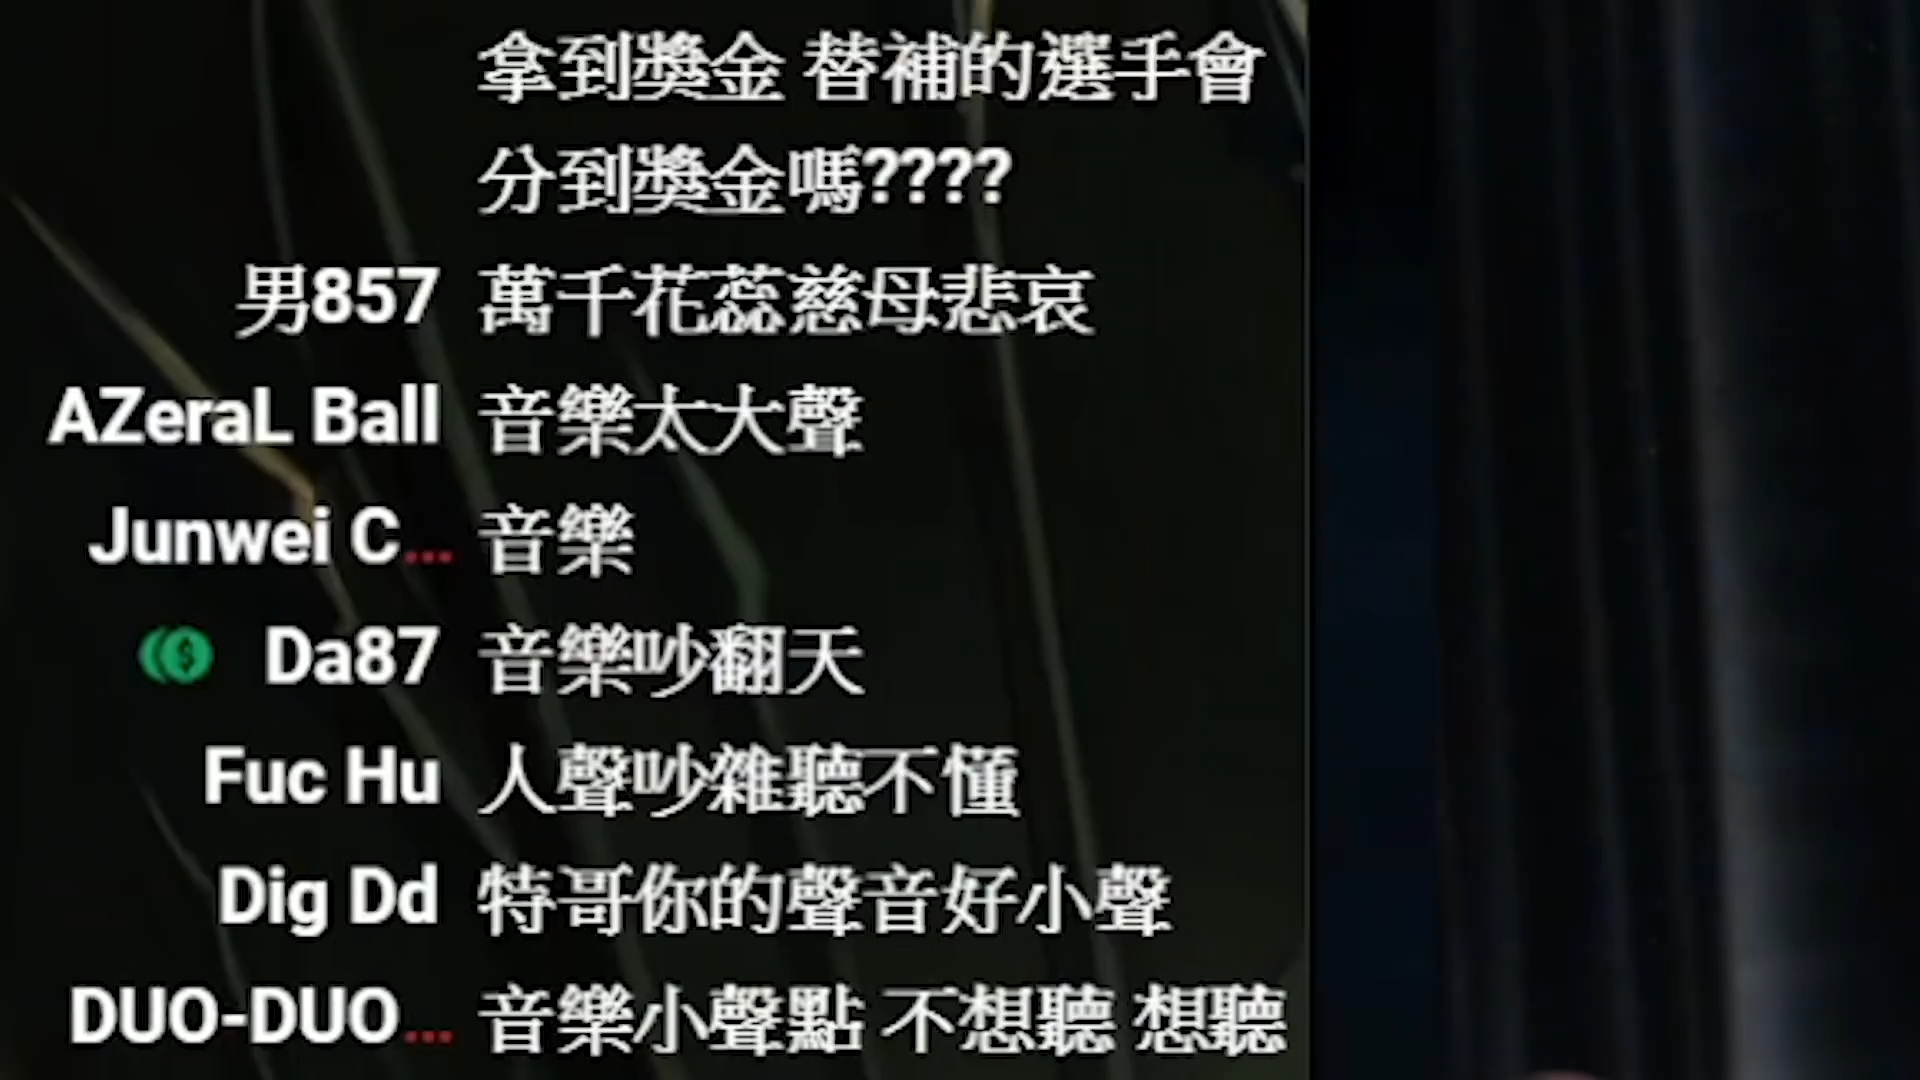 拿到獎金 替補的選手會
分到獎金嗎????
男857 萬千花蕊慈母悲哀
AZeraL Ball 音樂太大聲
Junwei C... 音樂
Da87 音樂吵翻天
Fuc Hu 人聲吵雜聽不懂
Dig Dd 特哥你的聲音好小聲
DUO-DUO... 音樂小聲點 不想聽 想聽